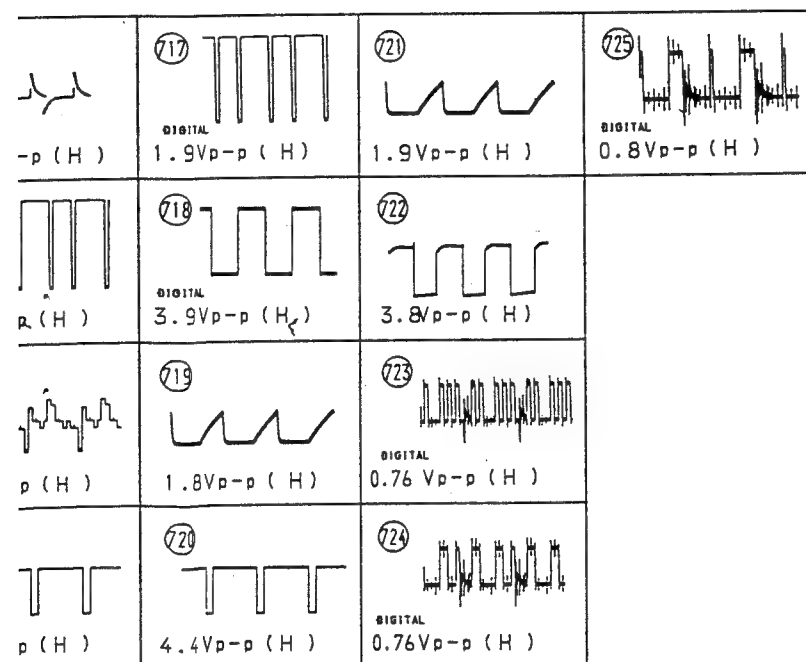 717 721 725
DIGITAL DIGITAL
-p ( H ) 1.9Vp-p ( H ) 1.9Vp-p ( H ) 0.8Vp-p ( H )
718 722
DIGITAL
( H ) 3.9Vp-p ( H ) 3.8Vp-p ( H )
719 723
DIGITAL
p ( H ) 1.8Vp-p ( H ) 0.76 Vp-p ( H )
720 724
DIGITAL
p ( H ) 4.4Vp-p ( H ) 0.76Vp-p ( H )